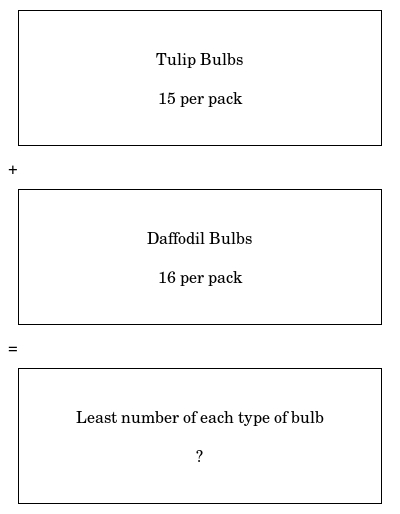 Tulip Bulbs
15 per pack
+
Daffodil Bulbs
16 per pack
=
Least number of each type of bulb
?